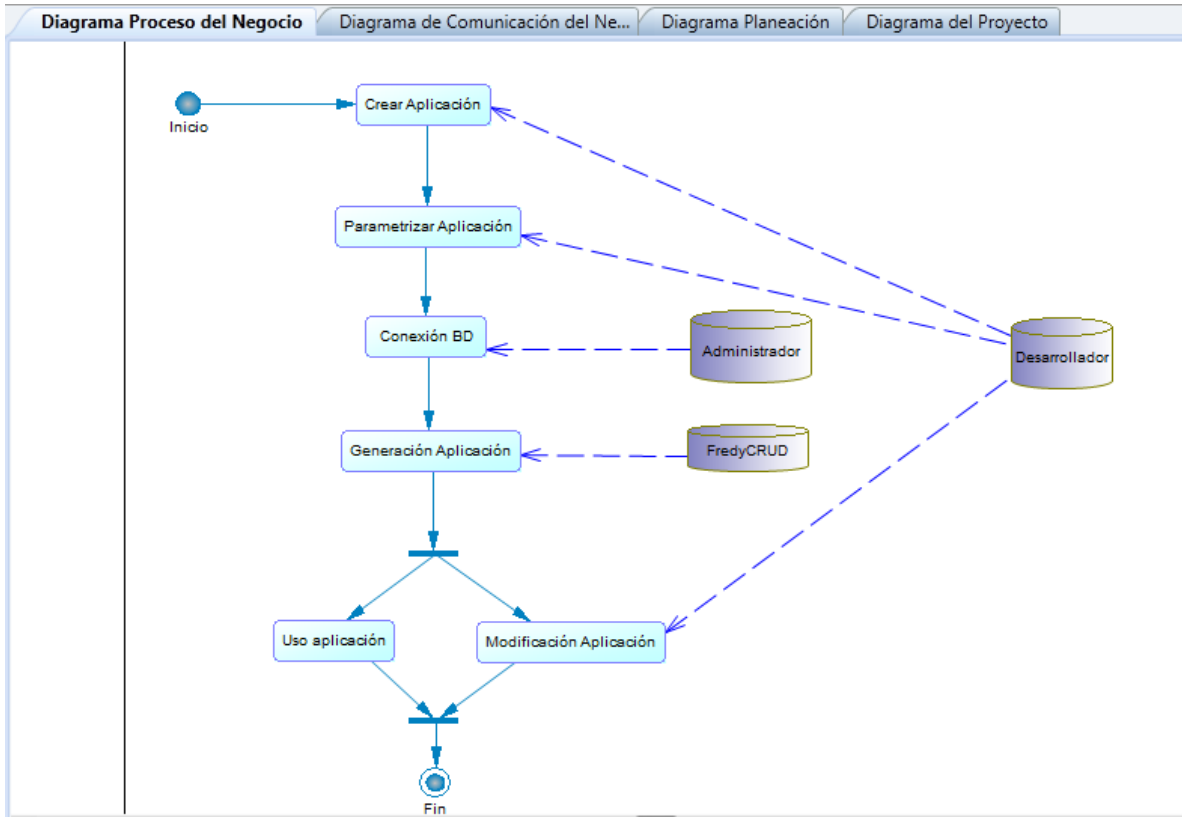 Diagrama Proceso del Negocio
Diagrama de Comunicación del Ne...
Diagrama Planeación
Diagrama del Proyecto
Inicio
Crear Aplicación
Parametrizar Aplicación
Conexión BD
Administrador
Desarrollador
Generación Aplicación
FredyCRUD
Uso aplicación
Modificación Aplicación
Fin